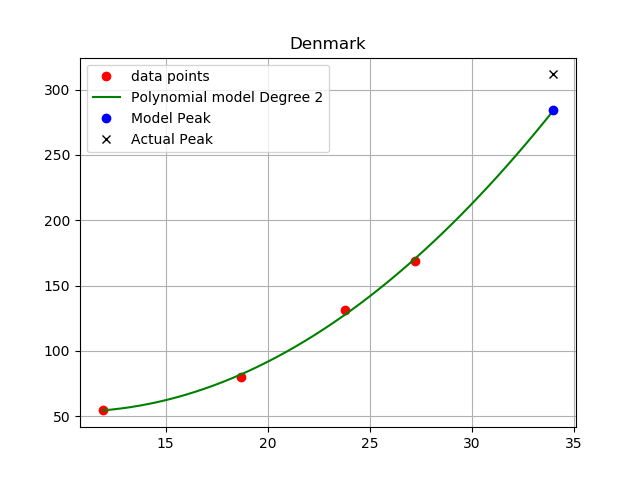 Denmark
data points
Polynomial model Degree 2
Model Peak
Actual Peak
300
250
200
150
100
50
15 20 25 30 35